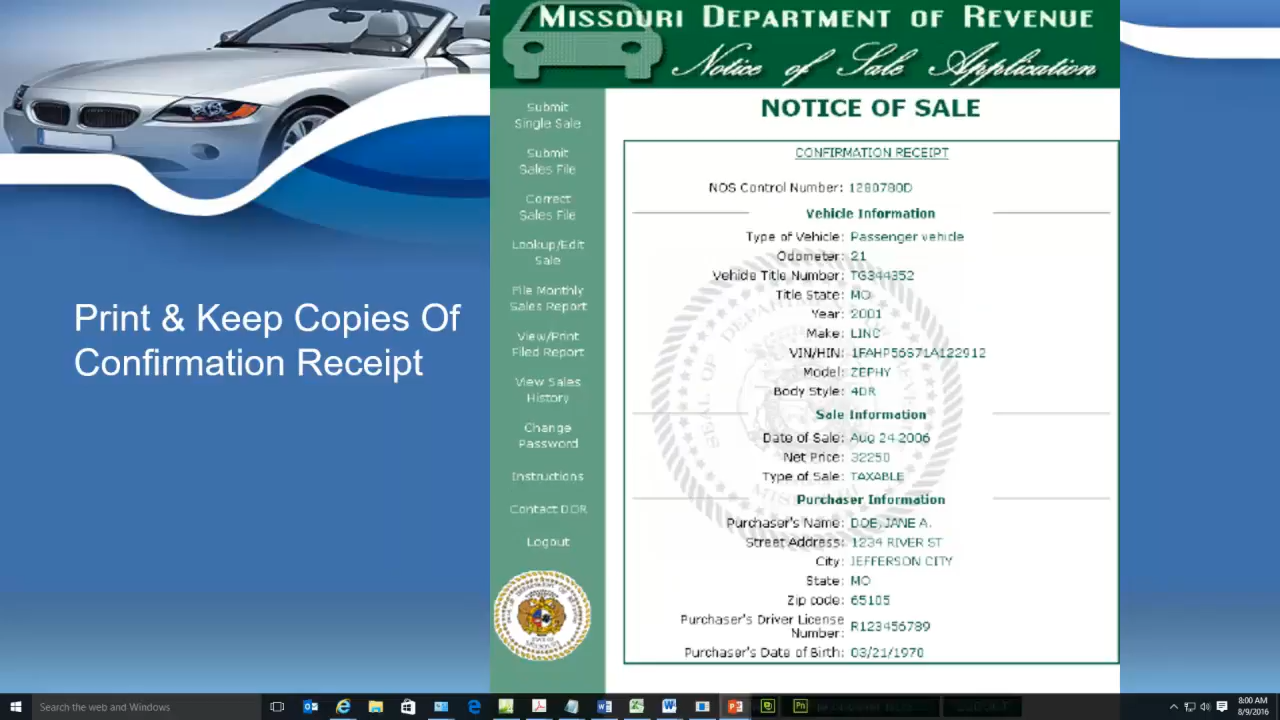 Print & Keep Copies Of
Confirmation Receipt
MISSOURI DEPARTMENT OF REVENUE
Notice of Sale Application
Submit
Single Sale
Submit
Sales File
Correct
Sales File
Lookup/Edit
Sale
File Monthly
Sales Report
View/Print
Filed Report
View Sales
History
Change
Password
Instructions
Contact DOR
Logout
NOTICE OF SALE
CONFIRMATION RECEIPT
NOS Control Number: 1280780D
Vehicle Information
Type of Vehicle: Passenger vehicle
Odometer: 21
Vehicle Title Number: TG344352
Title State: MO
Year: 2001
Make: LINC
VIN/HIN: 1FAHP56S71A122912
Model: ZEPHY
Body Style: 4DR
Sale Information
Date of Sale: Aug 24 2006
Net Price: 32250
Type of Sale: TAXABLE
Purchaser Information
Purchaser's Name: DOE, JANE A.
Street Address: 1234 RIVER ST
City: JEFFERSON CITY
State: MO
Zip code: 65105
Purchaser's Driver License
Number: R123456789
Purchaser's Date of Birth: 03/21/1970
Search the web and Windows
8:00 AM
8/9/2016